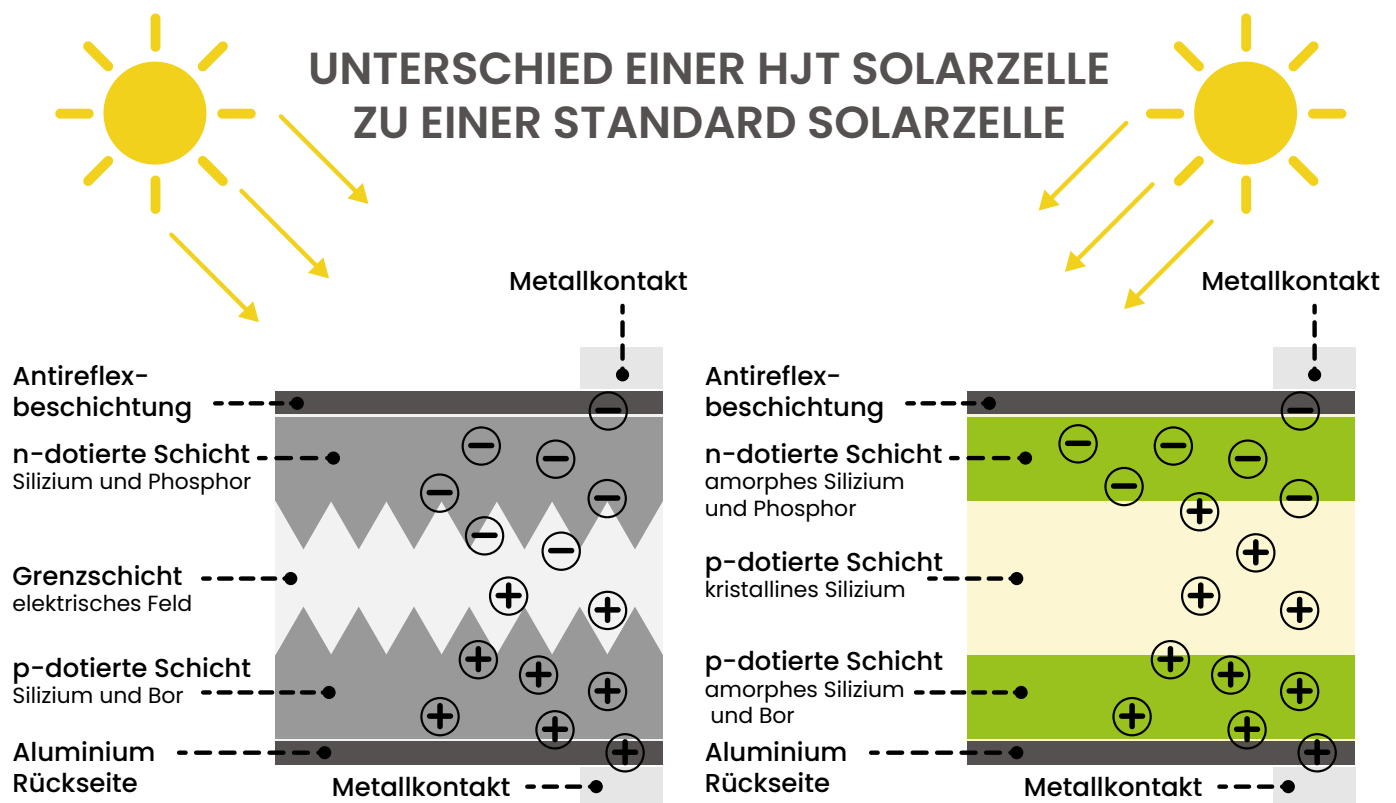 UNTERSCHIED EINER HJT SOLARZELLE
ZU EINER STANDARD SOLARZELLE
Metallkontakt
Antireflex-
beschichtung
n-dotierte Schicht
Silizium und Phosphor
Grenzschicht
elektrisches Feld
p-dotierte Schicht
Silizium und Bor
Aluminium
Rückseite
Metallkontakt
Metallkontakt
Antireflex-
beschichtung
n-dotierte Schicht
amorphes Silizium
und Phosphor
p-dotierte Schicht
kristallines Silizium
p-dotierte Schicht
amorphes Silizium
und Bor
Aluminium
Rückseite
Metallkontakt